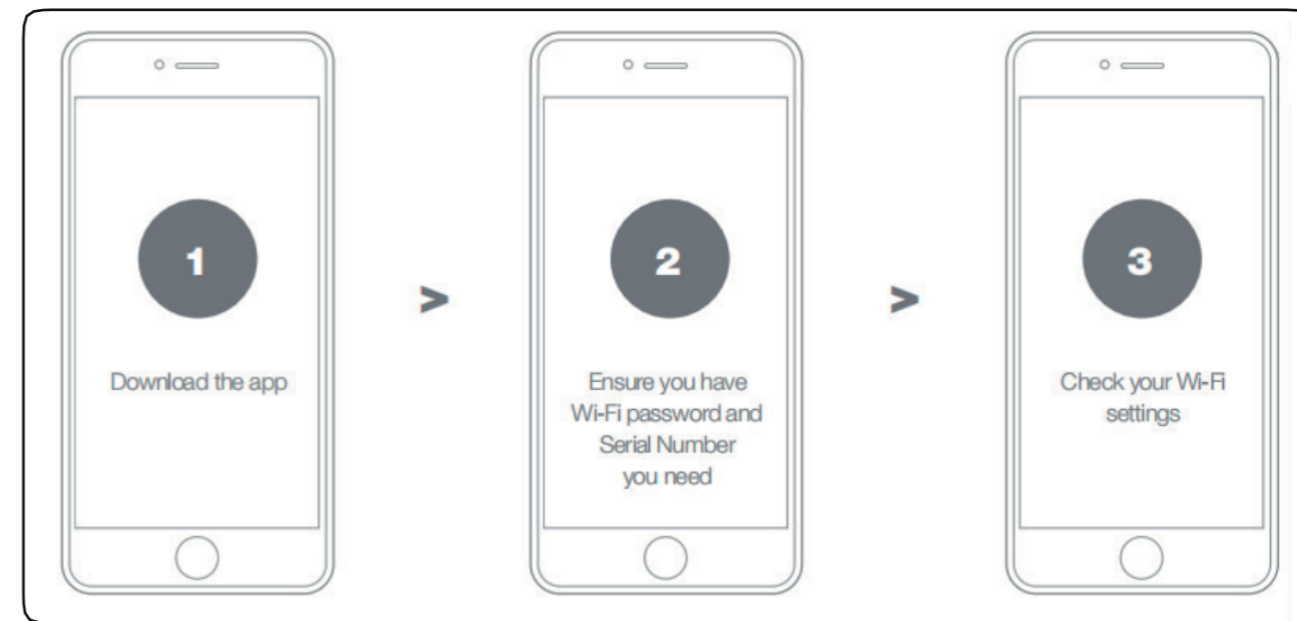 1
Download the app
>
2
Ensure you have
Wi-Fi password and
Serial Number
you need
>
3
Check your Wi-Fi
settings